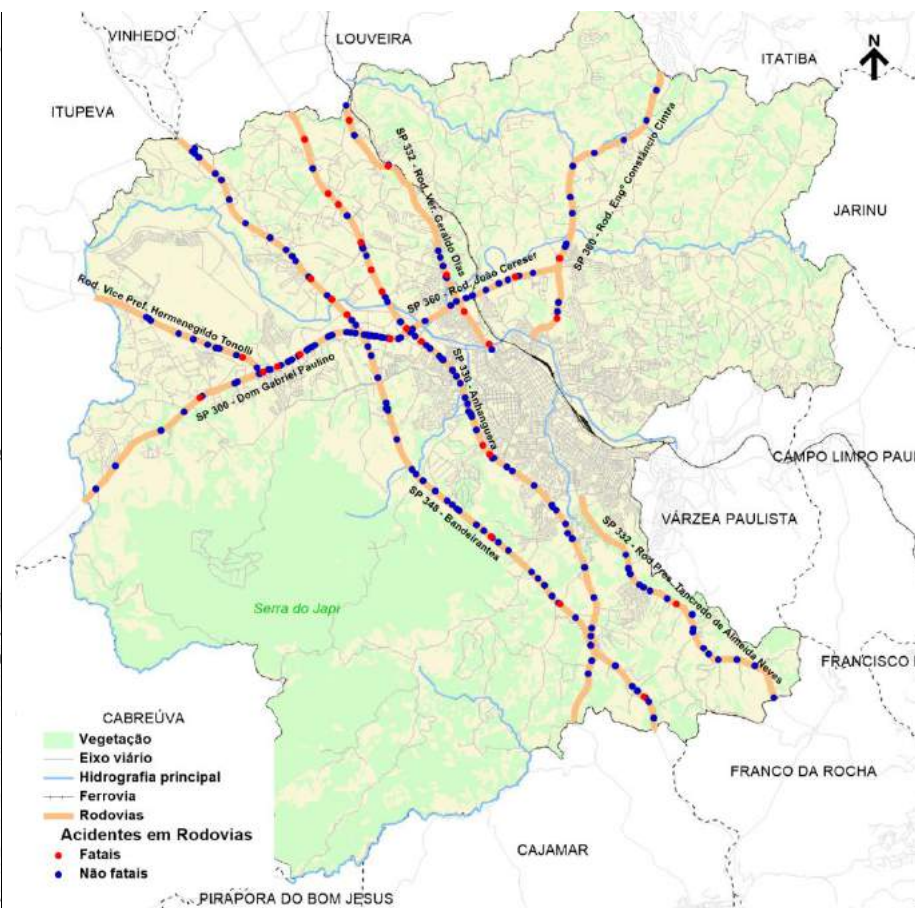 VINHEDO
LOUVEIRA
ITATIBA
N
ITUPEVA
JARINU
SP 332 - Rod. Ver. Geraldo Dias
SP 360 - Rod. Engº Constâncio Cintra
SP 360 - Rod. João Cereser
Rod. Vice Pref. Hermenegildo Tonolli
SP 300 - Dom Gabriel Paulino
SP 330 - Anhanguera
CAMPO LIMPO PAUL
VÁRZEA PAULISTA
SP 348 - Bandeirantes
SP 332 - Rod Pres. Tancredo de Almeida Neves
Serra do Japi
FRANCISCO
CABREÚVA
Vegetação
Eixo viário
Hidrografia principal
Ferrovia
Rodovias
Acidentes em Rodovias
Fatais
Não fatais
FRANCO DA ROCHA
CAJAMAR
PIRAPORA DO BOM JESUS